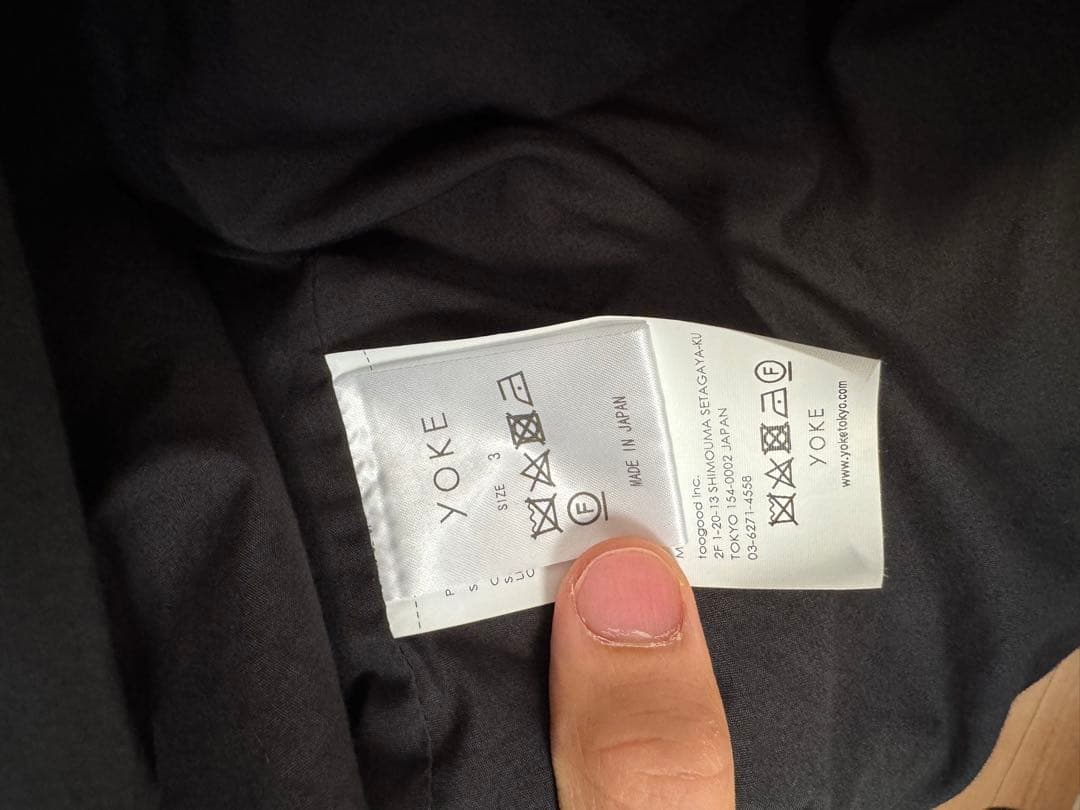 YOKE
SIZE 3
F
MADE IN JAPAN
P
S
C
S
C
M
toogood Inc.
2F 1-20-13 SHIMOUMA SETAGAYA-KU
TOKYO 154-0002 JAPAN
03-6271-4558
F
YOKE
www.yoketokyo.com